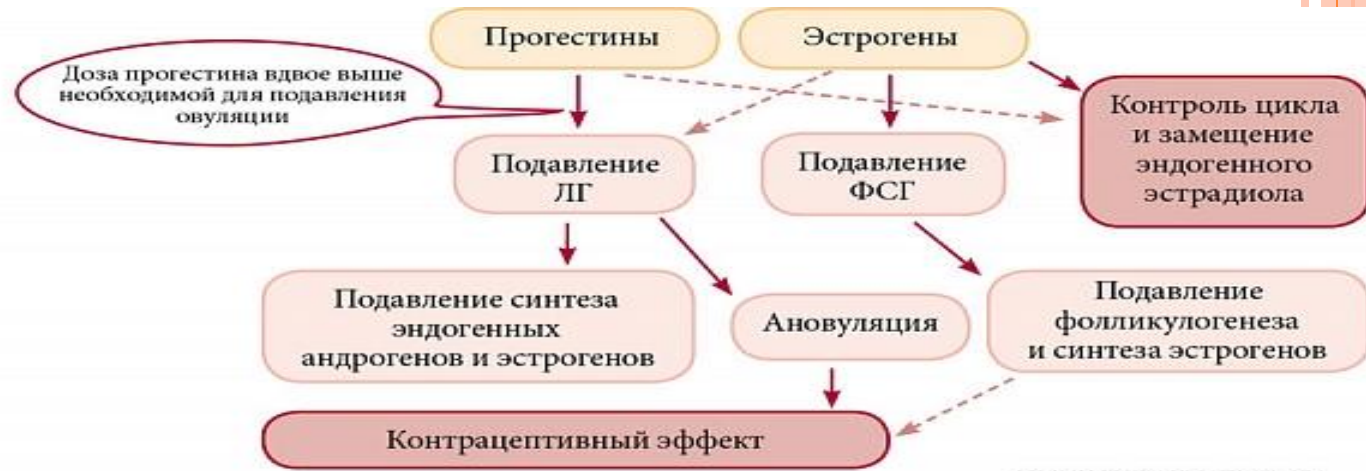 Прогестины
Эстрогены
Доза прогестина вдвое выше
необходимой для подавления
овуляции
Контроль цикла
и замещение
эндогенного
эстрадиола
Подавление
ЛГ
Подавление
ФСГ
Подавление синтеза
эндогенных
андрогенов и эстрогенов
Ановуляция
Подавление
фолликулогенеза
и синтеза эстрогенов
Контрацептивный эффект